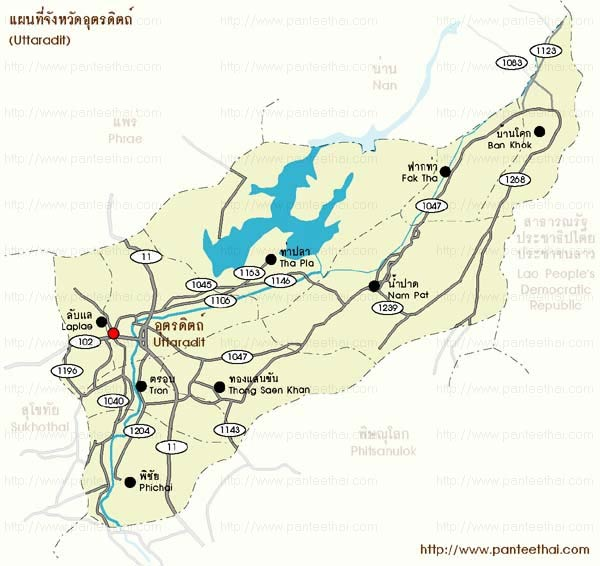 แผนที่จังหวัดอุตรดิตถ์
(Uttaradit)
1123
1083
น่าน
Nan
แพร่
Phrae
บ้านโคก
Ban Khok
ฟากท่า
Fak Tha
1268
1047
สาธารณรัฐ
ประชาธิปไตย
ประชาชนลาว
Lao People's
Democratic
Republic
11
ท่าปลา
Tha Pla
1163
1045
1146
1106
น้ำปาด
Nam Pat
1239
ลับแล
Laplae
อุตรดิตถ์
Uttaradit
102
1047
1196
ตรอน
Tron
ทองแสนขัน
Thong Saen Khan
1040
สุโขทัย
Sukhothai
1204
1143
11
พิษณุโลก
Phitsanulok
พิชัย
Phichai
http://www.panteethai.com